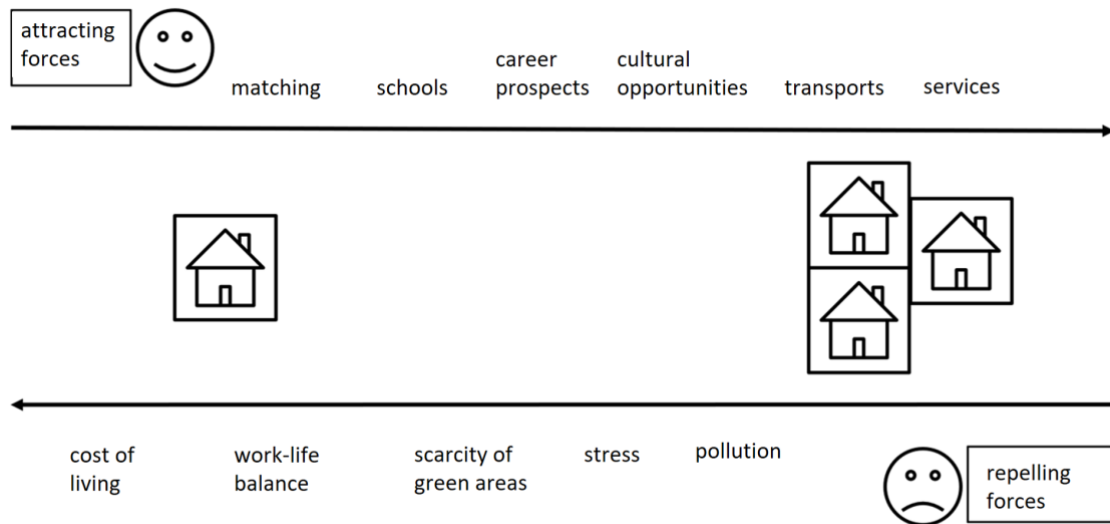 attracting
forces
matching
schools
career
prospects
cultural
opportunities
transports
services
cost of
living
work-life
balance
scarcity of
green areas
stress
pollution
repelling
forces